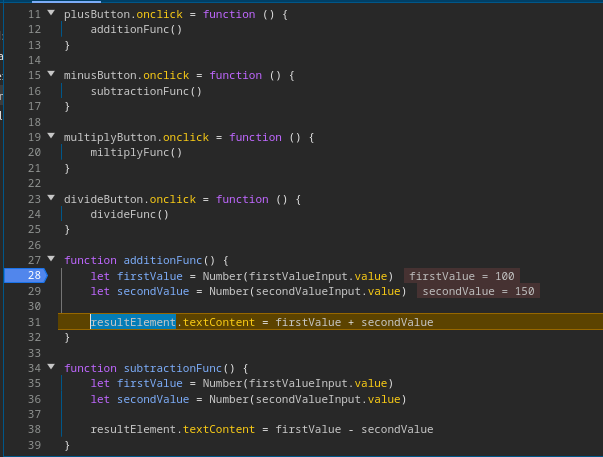 11 plusButton.onclick = function () {
12 additionFunc()
13 }
14
15 minusButton.onclick = function () {
16 subtractionFunc()
17 }
18
19 multiplyButton.onclick = function () {
20 miltiplyFunc()
21 }
22
23 divideButton.onclick = function () {
24 divideFunc()
25 }
26
27 function additionFunc() {
28 let firstValue = Number(firstValueInput.value) firstValue = 100
29 let secondValue = Number(secondValueInput.value) secondValue = 150
30
31 resultElement.textContent = firstValue + secondValue
32 }
33
34 function subtractionFunc() {
35 let firstValue = Number(firstValueInput.value)
36 let secondValue = Number(secondValueInput.value)
37
38 resultElement.textContent = firstValue - secondValue
39 }